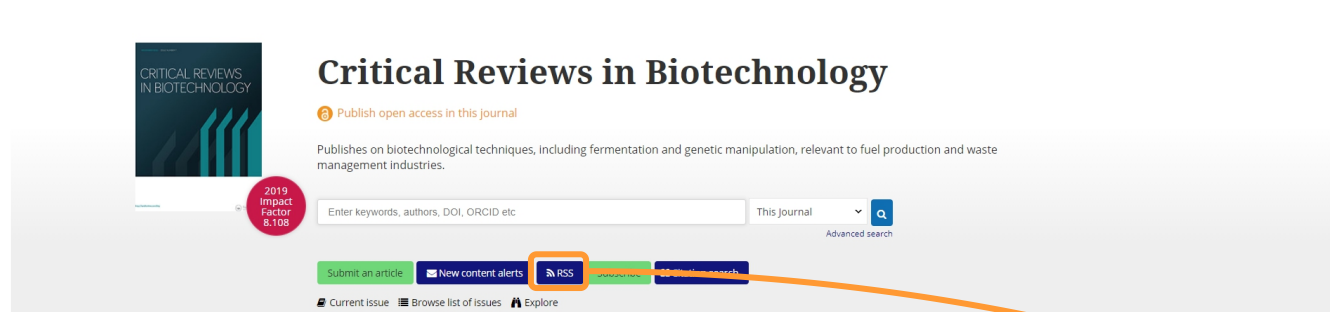 CRITICAL REVIEWS
IN BIOTECHNOLOGY
2019
Impact
Factor
8.108
Critical Reviews in Biotechnology
Publish open access in this journal
Publishes on biotechnological techniques, including fermentation and genetic manipulation, relevant to fuel production and waste
management industries.
Enter keywords, authors, DOI, ORCID etc
This Journal
Advanced search
Submit an article New content alerts RSS Subscribe Citation search
Current issue Browse list of issues Explore